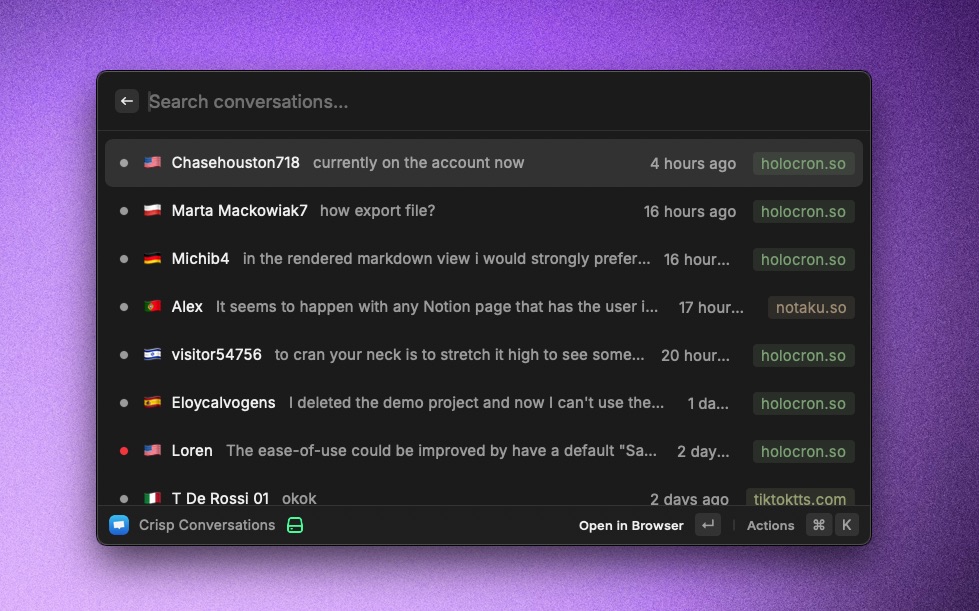 Search conversations...
Chasehouston718 currently on the account now 4 hours ago holocron.so
Marta Mackowiak7 how export file? 16 hours ago holocron.so
Michib4 in the rendered markdown view i would strongly prefer... 16 hour... holocron.so
Alex It seems to happen with any Notion page that has the user i... 17 hour... notaku.so
visitor54756 to cran your neck is to stretch it high to see some... 20 hour... holocron.so
Eloycalvogens I deleted the demo project and now I can't use the... 1 da... holocron.so
Loren The ease-of-use could be improved by have a default "Sa... 2 day... holocron.so
T De Rossi 01 okok 2 days ago tiktoktts.com
Crisp Conversations Open in Browser ↵ Actions ⌘ K